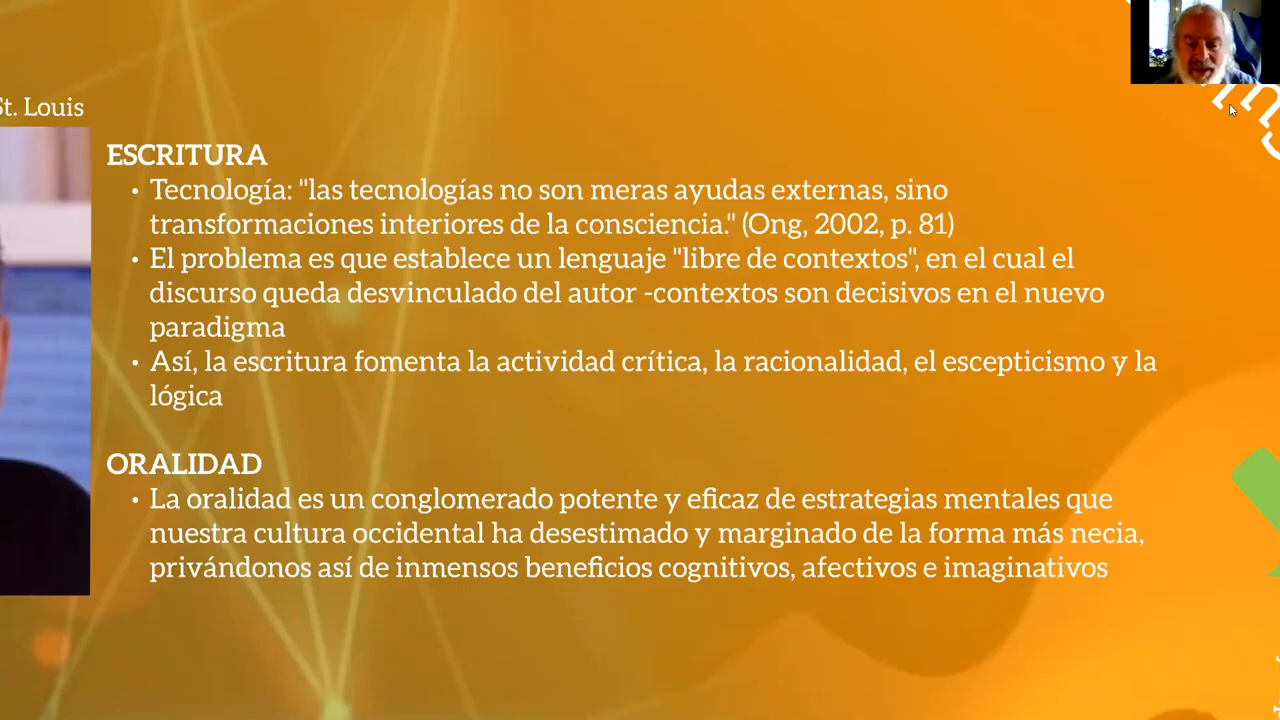 St. Louis
ESCRITURA
• Tecnología: "las tecnologías no son meras ayudas externas, sino
transformaciones interiores de la consciencia." (Ong, 2002, p. 81)
• El problema es que establece un lenguaje "libre de contextos", en el cual el
discurso queda desvinculado del autor -contextos son decisivos en el nuevo
paradigma
• Así, la escritura fomenta la actividad crítica, la racionalidad, el escepticismo y la
lógica
ORALIDAD
• La oralidad es un conglomerado potente y eficaz de estrategias mentales que
nuestra cultura occidental ha desestimado y marginado de la forma más necia,
privándonos así de inmensos beneficios cognitivos, afectivos e imaginativos